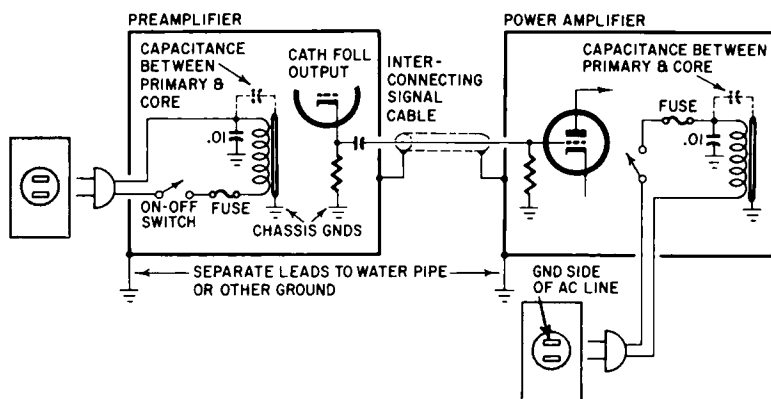 PREAMPLIFIER
CAPACITANCE
BETWEEN
PRIMARY &
CORE
CATH FOLL
OUTPUT
.01
ON-OFF
SWITCH
FUSE
CHASSIS GNDS
INTER-
CONNECTING
SIGNAL
CABLE
POWER AMPLIFIER
CAPACITANCE BETWEEN
PRIMARY & CORE
FUSE
.01
SEPARATE LEADS TO WATER PIPE
OR OTHER GROUND
GND SIDE
OF AC LINE